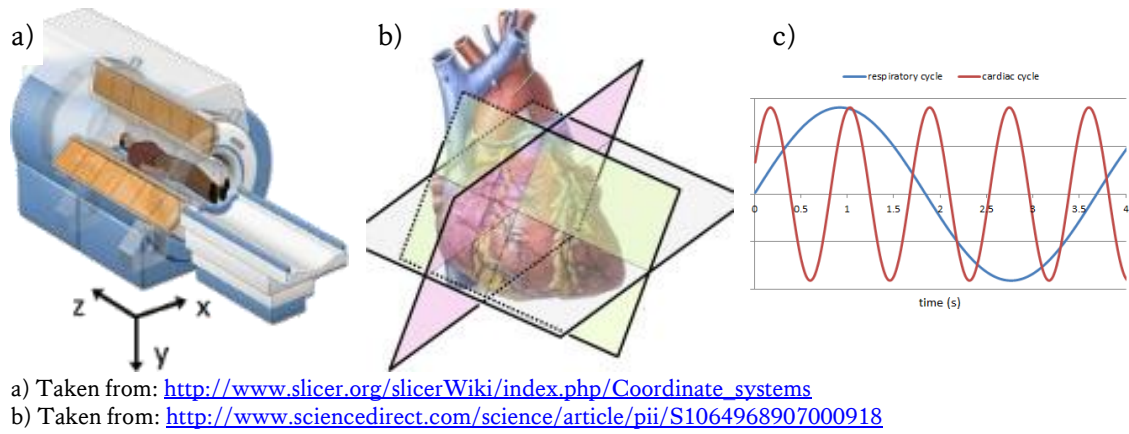 a)
b)
c)
respiratory cycle
cardiac cycle
0 0.5 1 1.5 2 2.5 3 3.5 4
time (s)
z
x
y
a) Taken from: http://www.slicer.org/slicerWiki/index.php/Coordinate_systems
b) Taken from: http://www.sciencedirect.com/science/article/pii/S1064968907000918